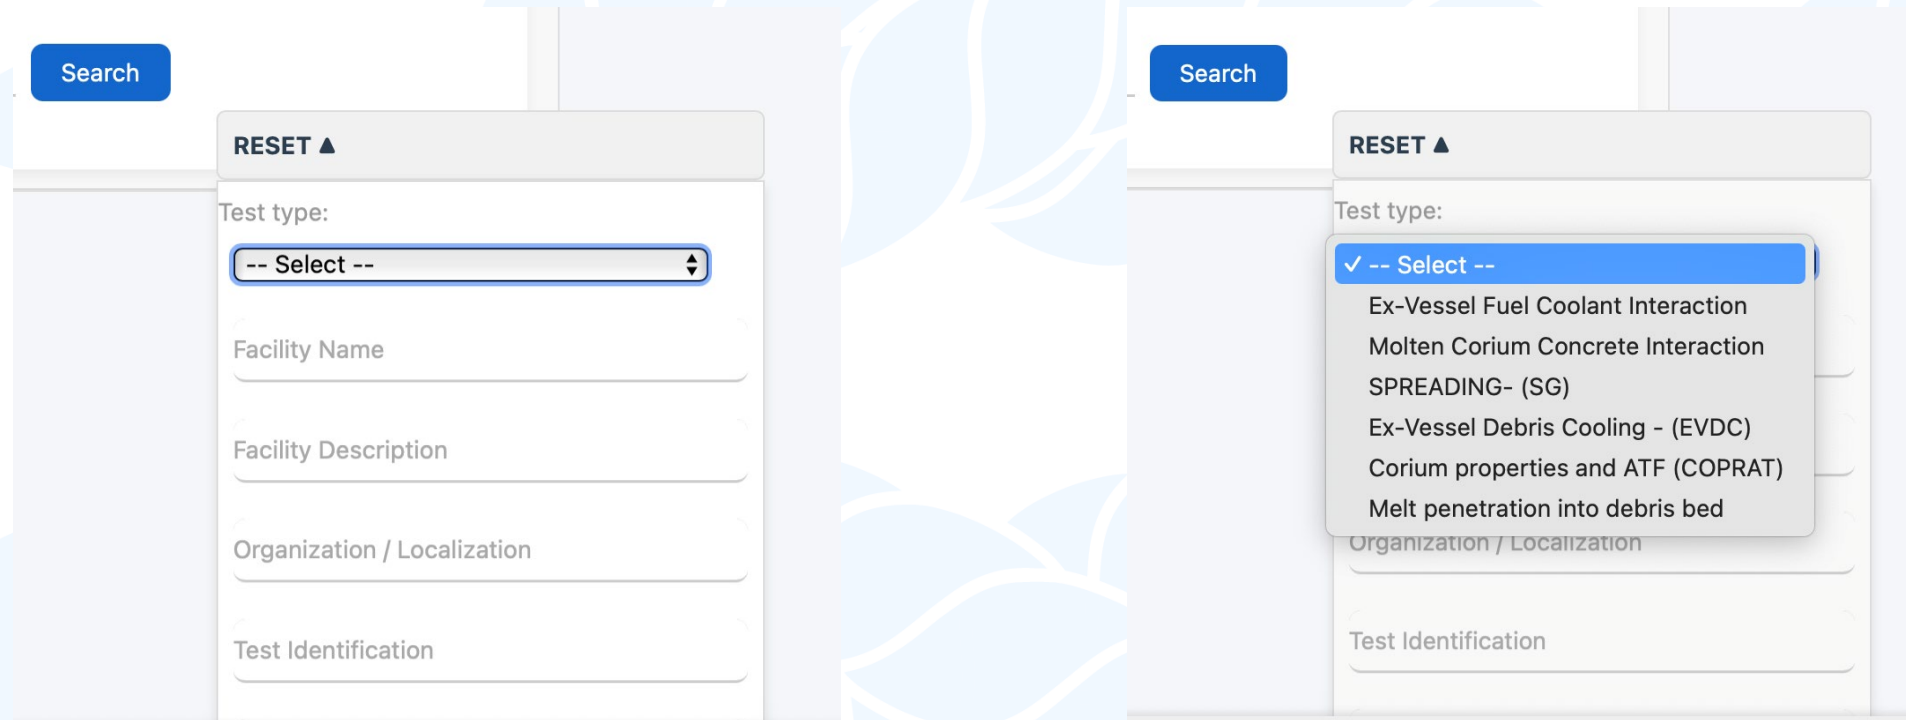 Search
RESET ▲
Test type:
-- Select --
Facility Name
Facility Description
Organization / Localization
Test Identification
Search
RESET ▲
Test type:
✓ -- Select --
Ex-Vessel Fuel Coolant Interaction
Molten Corium Concrete Interaction
SPREADING- (SG)
Ex-Vessel Debris Cooling - (EVDC)
Corium properties and ATF (COPRAT)
Melt penetration into debris bed
Organization / Localization
Test Identification